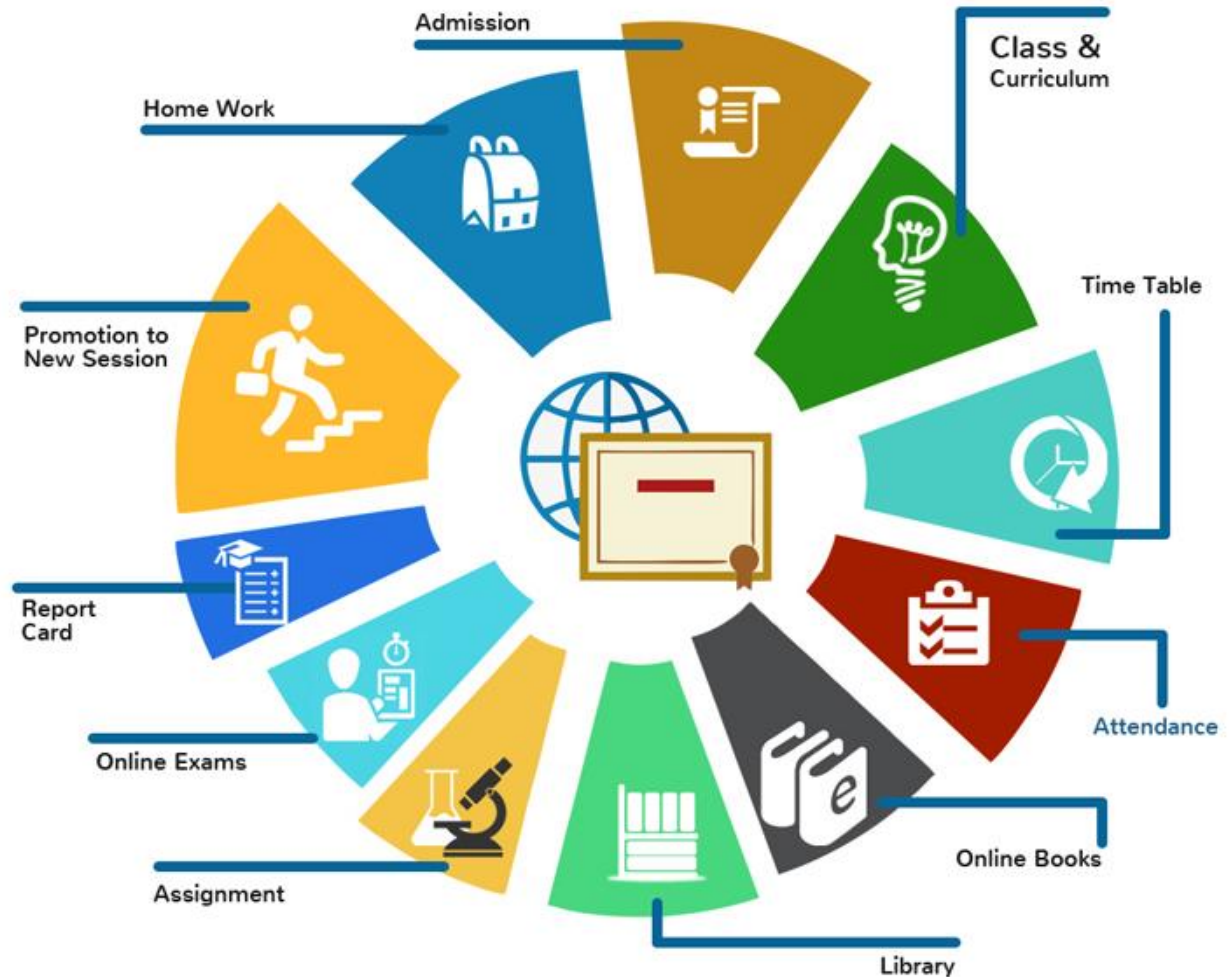 Admission
Class &
Curriculum
Home Work
Time Table
Promotion to
New Session
Report
Card
Attendance
Online Exams
Online Books
Assignment
Library
e